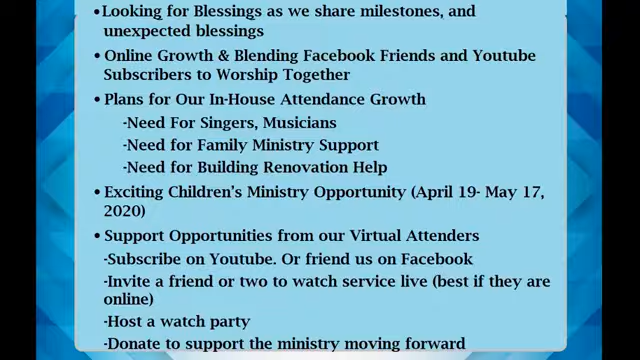 •Looking for Blessings as we share milestones, and
unexpected blessings
• Online Growth & Blending Facebook Friends and Youtube
Subscribers to Worship Together
• Plans for Our In-House Attendance Growth
-Need For Singers, Musicians
-Need for Family Ministry Support
-Need for Building Renovation Help
• Exciting Children’s Ministry Opportunity (April 19- May 17,
2020)
• Support Opportunities from our Virtual Attenders
-Subscribe on Youtube. Or friend us on Facebook
-Invite a friend or two to watch service live (best if they are
online)
-Host a watch party
-Donate to support the ministry moving forward